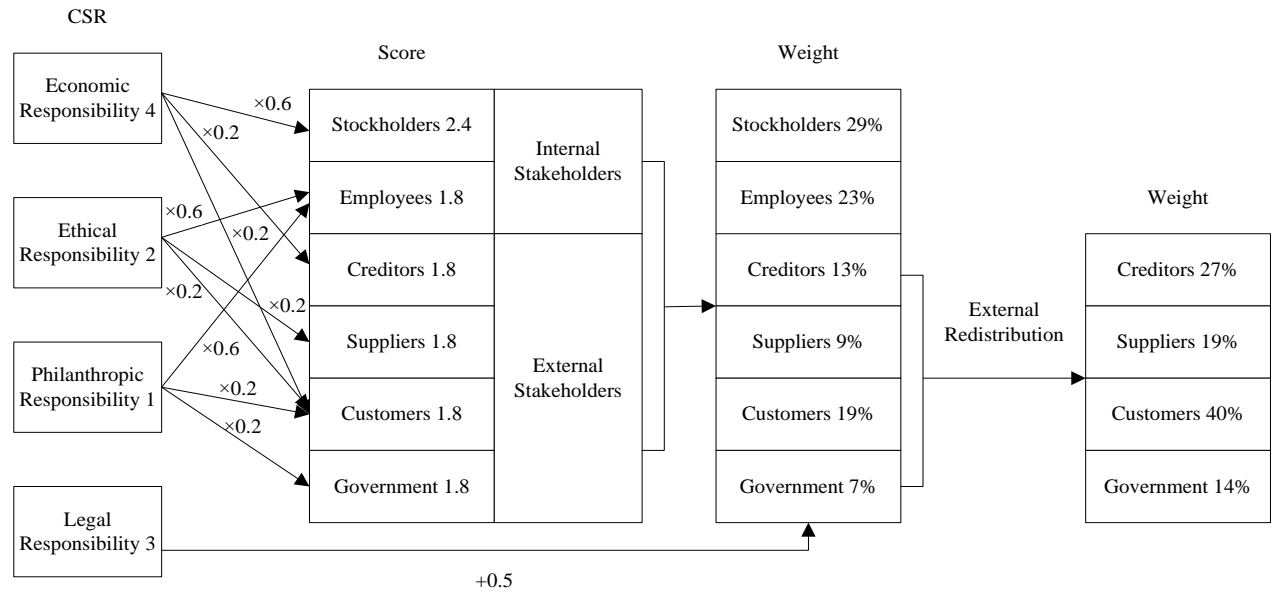 CSR
Economic
Responsibility 4
Ethical
Responsibility 2
Philanthropic
Responsibility 1
Legal
Responsibility 3
×0.6
×0.2
×0.6
×0.2
×0.2
×0.2
×0.6
×0.2
×0.2
+0.5
Score
Stockholders 2.4
Employees 1.8
Creditors 1.8
Suppliers 1.8
Customers 1.8
Government 1.8
Internal
Stakeholders
External
Stakeholders
Weight
Stockholders 29%
Employees 23%
Creditors 13%
Suppliers 9%
Customers 19%
Government 7%
External
Redistribution
Weight
Creditors 27%
Suppliers 19%
Customers 40%
Government 14%